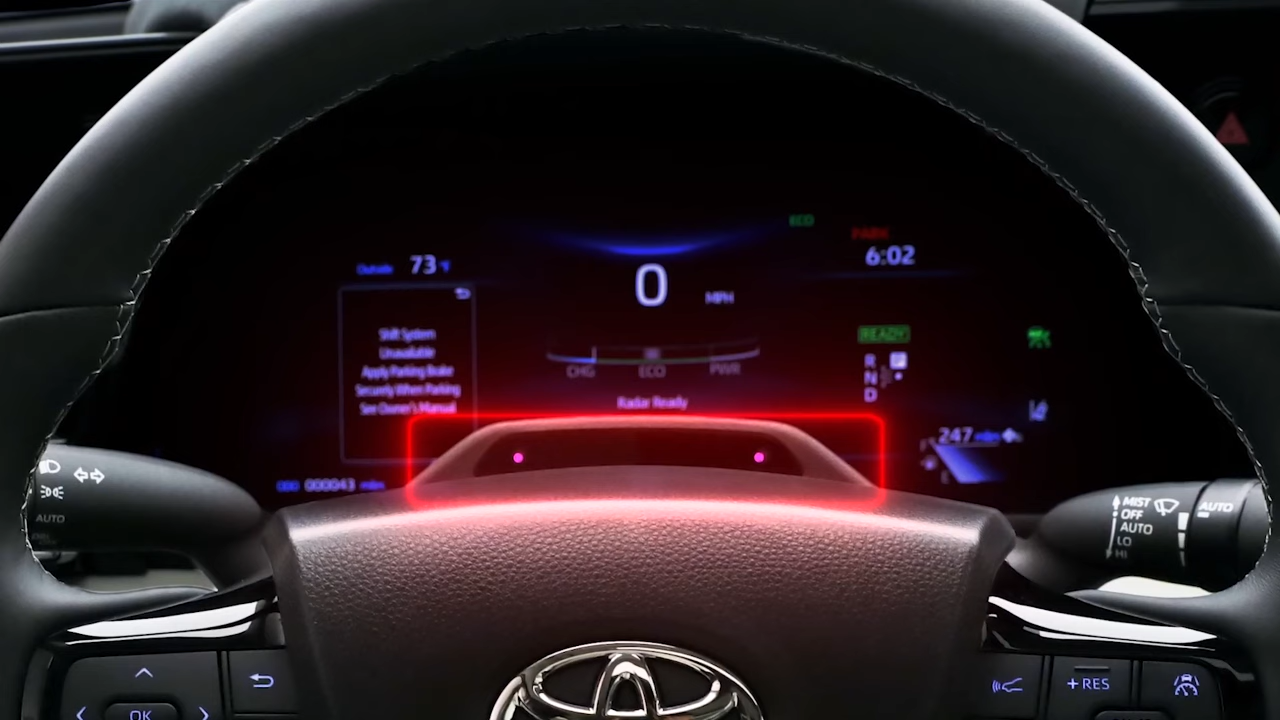 ECO
PARK
Outside 73°F
6:02
0 MPH
Shift System
Unavailable
Apply Parking Brake
Securely When Parking
See Owner's Manual
READY
CHG ECO PWR
R P
N
D
Radar Ready
247 miles
E
ODO 000043 miles
AUTO
MIST
OFF
AUTO
LO
HI
AUTO
OK
+RES